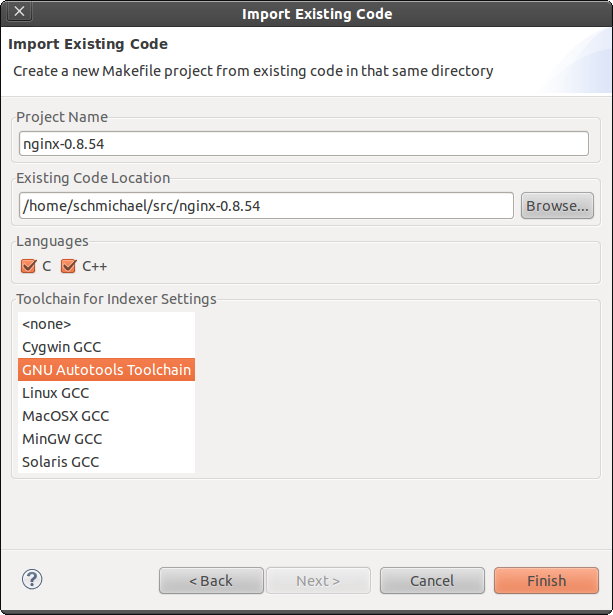 Import Existing Code
Import Existing Code
Create a new Makefile project from existing code in that same directory
Project Name
nginx-0.8.54
Existing Code Location
/home/schmichael/src/nginx-0.8.54
Browse...
Languages
C C++
Toolchain for Indexer Settings
<none>
Cygwin GCC
GNU Autotools Toolchain
Linux GCC
MacOSX GCC
MinGW GCC
Solaris GCC
? < Back Next > Cancel Finish